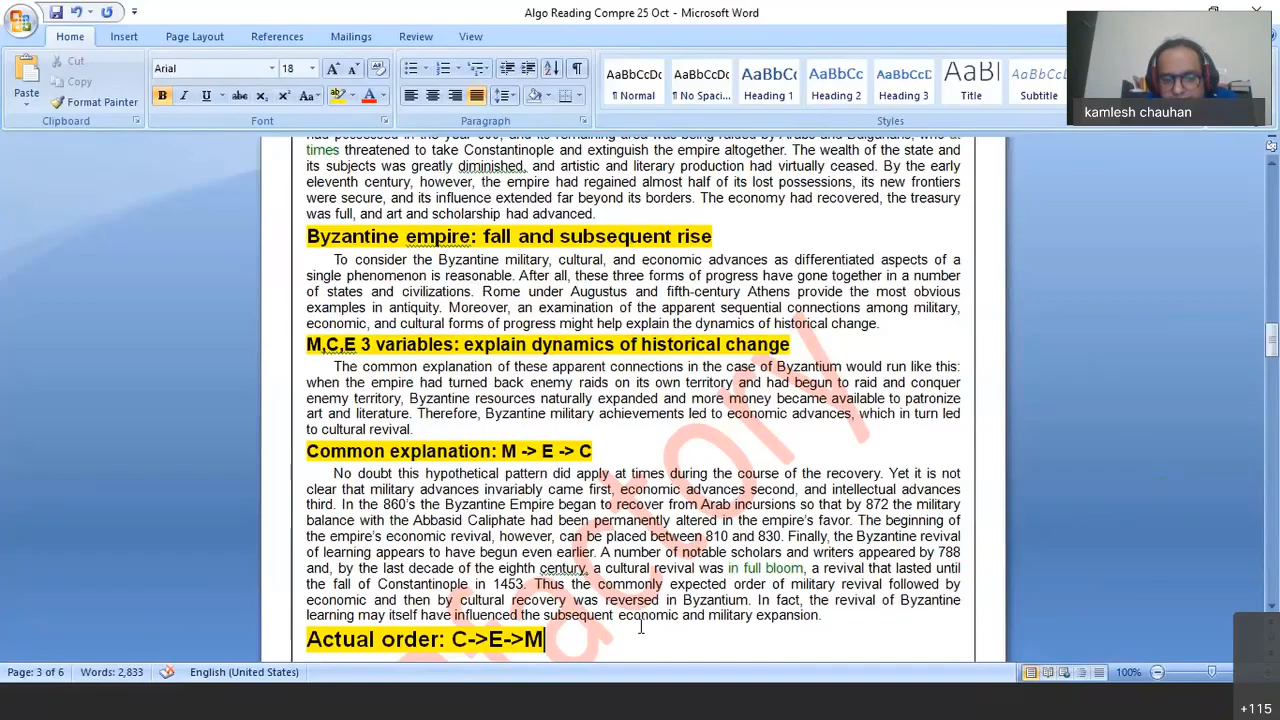 Algo Reading Compre 25 Oct - Microsoft Word
Home Insert Page Layout References Mailings Review View
Paste
Cut
Copy
Format Painter
Clipboard
Arial 18
Font
Paragraph
AaBbCcDc AaBbCcDc AaBbCc AaBbCc AaBbCc AaBl AaBbCcDc
¶ Normal ¶ No Spaci... Heading 1 Heading 2 Heading 3 Title Subtitle
Styles
kamlesh chauhan
had possessed in the year 600, and its remaining area was being raided by Arabs and Bulgarians, who at
times threatened to take Constantinople and extinguish the empire altogether. The wealth of the state and
its subjects was greatly diminished, and artistic and literary production had virtually ceased. By the early
eleventh century, however, the empire had regained almost half of its lost possessions, its new frontiers
were secure, and its influence extended far beyond its borders. The economy had recovered, the treasury
was full, and art and scholarship had advanced.
Byzantine empire: fall and subsequent rise
To consider the Byzantine military, cultural, and economic advances as differentiated aspects of a
single phenomenon is reasonable. After all, these three forms of progress have gone together in a number
of states and civilizations. Rome under Augustus and fifth-century Athens provide the most obvious
examples in antiquity. Moreover, an examination of the apparent sequential connections among military,
economic, and cultural forms of progress might help explain the dynamics of historical change.
M,C,E 3 variables: explain dynamics of historical change
The common explanation of these apparent connections in the case of Byzantium would run like this:
when the empire had turned back enemy raids on its own territory and had begun to raid and conquer
enemy territory, Byzantine resources naturally expanded and more money became available to patronize
art and literature. Therefore, Byzantine military achievements led to economic advances, which in turn led
to cultural revival.
Common explanation: M -> E -> C
No doubt this hypothetical pattern did apply at times during the course of the recovery. Yet it is not
clear that military advances invariably came first, economic advances second, and intellectual advances
third. In the 860's the Byzantine Empire began to recover from Arab incursions so that by 872 the military
balance with the Abbasid Caliphate had been permanently altered in the empire's favor. The beginning of
the empire's economic revival, however, can be placed between 810 and 830. Finally, the Byzantine revival
of learning appears to have begun even earlier. A number of notable scholars and writers appeared by 788
and, by the last decade of the eighth century, a cultural revival was in full bloom, a revival that lasted until
the fall of Constantinople in 1453. Thus the commonly expected order of military revival followed by
economic and then by cultural recovery was reversed in Byzantium. In fact, the revival of Byzantine
learning may itself have influenced the subsequent economic and military expansion.
Actual order: C->E->M
Page: 3 of 6 Words: 2,833 English (United States) 100%
+115